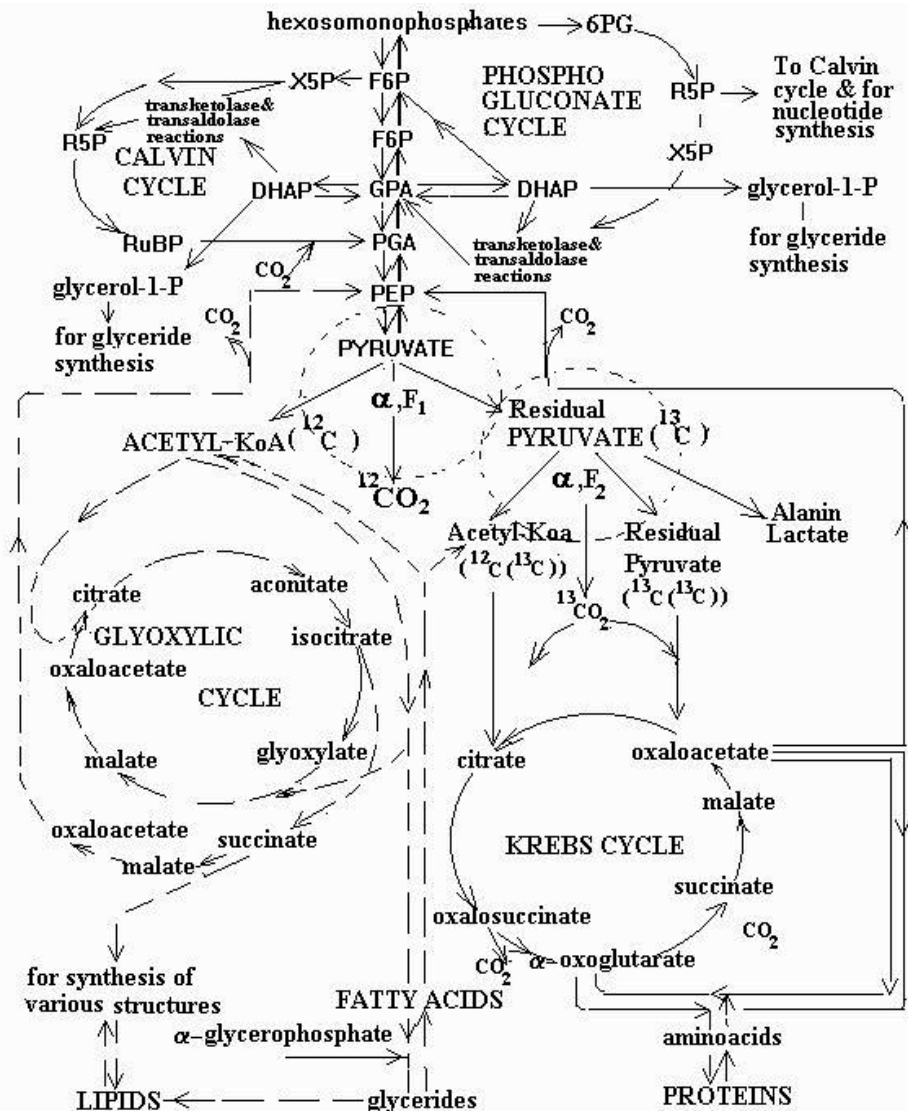 hexosomonophosphates
6PG
X5P
F6P
PHOSPHO
GLUCONATE
CYCLE
R5P
To Calvin
cycle & for
nucleotide
synthesis
transketolase&
transaldolase
reactions
R5P
CALVIN
CYCLE
F6P
X5P
DHAP
GPA
DHAP
glycerol-1-P
RuBP
PGA
transketolase&
transaldolase
reactions
for glyceride
synthesis
CO2
glycerol-1-P
PEP
CO2
CO2
for glyceride
synthesis
PYRUVATE
α,F1
Residual
PYRUVATE (13C)
ACETYL-KoA (12C)
12CO2
α,F2
Acetyl-Koa
(12C(13C))
Residual
Pyruvate
(13C(13C))
Alanin
Lactate
13CO2
citrate
aconitate
GLYOXYLIC
isocitrate
oxaloacetate
CYCLE
malate
glyoxylate
citrate
oxaloacetate
oxaloacetate
malate
succinate
malate
KREBS CYCLE
succinate
oxalosuccinate
CO2
CO2
α-oxoglutarate
for synthesis of
various structures
FATTY ACIDS
α-glycerophosphate
aminoacids
LIPIDS
glycerides
PROTEINS